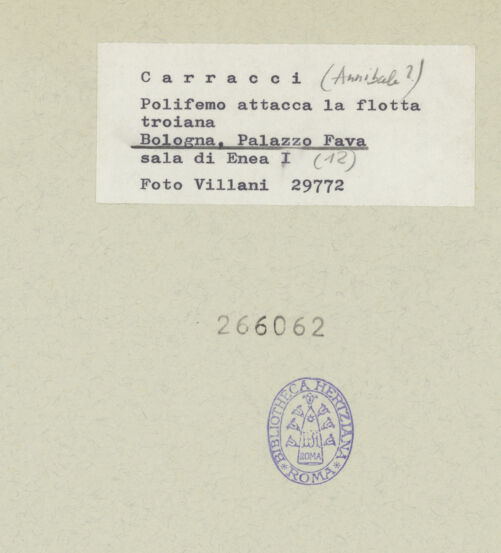 Carracci (Annibale?)
Polifemo attacca la flotta
troiana
Bologna, Palazzo Fava
sala di Enea I (12)
Foto Villani 29772
266062
BIBLIOTHECA HERTZIANA
ROMA
* ROMA *